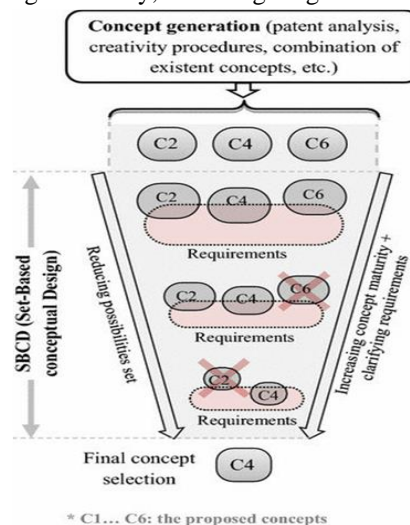 Concept generation (patent analysis,
creativity procedures, combination of
existent concepts, etc.)
C2 C4 C6
C2 C4 C6
Requirements
C2 C4 C6
Requirements
C2 C4
Requirements
SBCD (Set-Based
conceptual Design)
Reducing possibilities set
Increasing concept maturity +
clarifying requirements
Final concept
selection
C4
* C1... C6: the proposed concepts